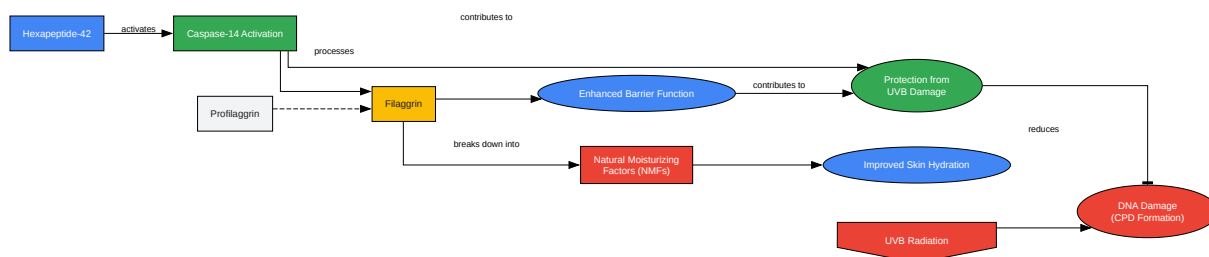 contributes to
Hexapeptide-42
activates
Caspase-14 Activation
processes
Protection from
UVB Damage
Enhanced Barrier Function
contributes to
Filaggrin
Profilaggrin
reduces
breaks down into
Natural Moisturizing
Factors (NMFs)
Improved Skin Hydration
DNA Damage
(CPD Formation)
UVB Radiation